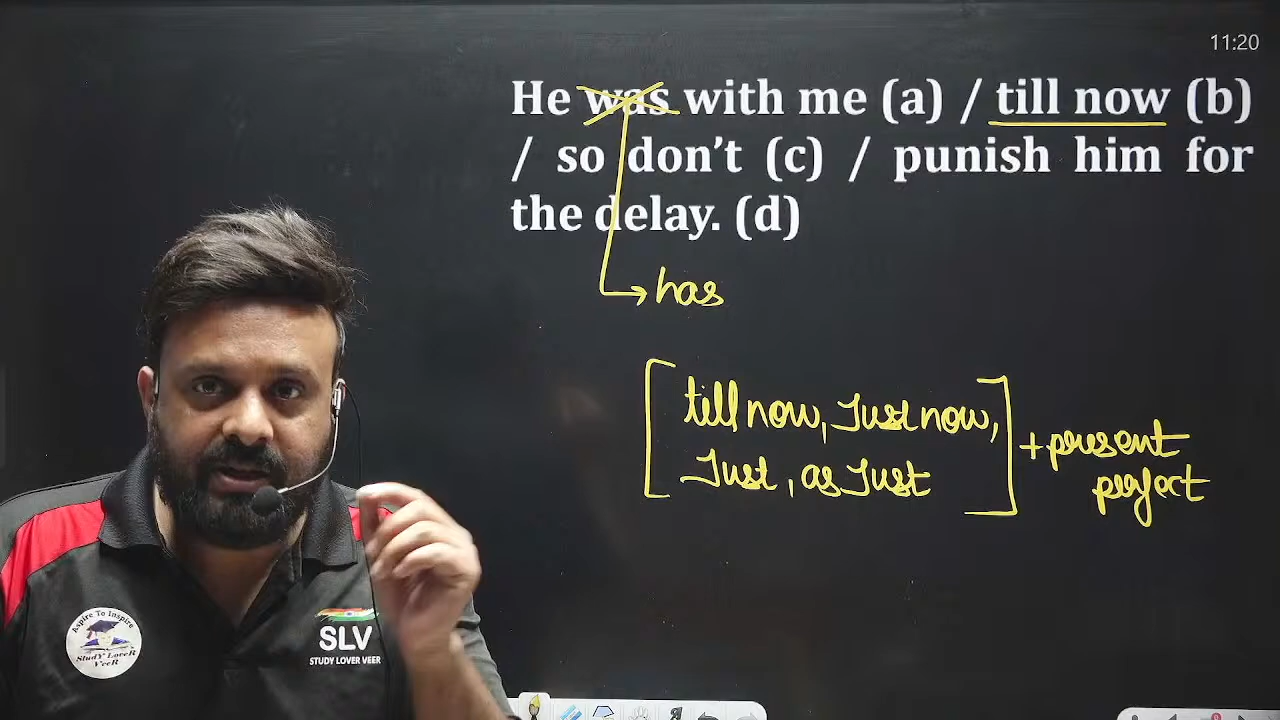 11:20
He was with me (a) / till now (b)
/ so don't (c) / punish him for
the delay. (d)
has
till now, Just now,
Just, as Just
+ present
perfect
Aspire To Inspire
StudY LoveR
VeeR
SLV
STUDY LOVER VEER